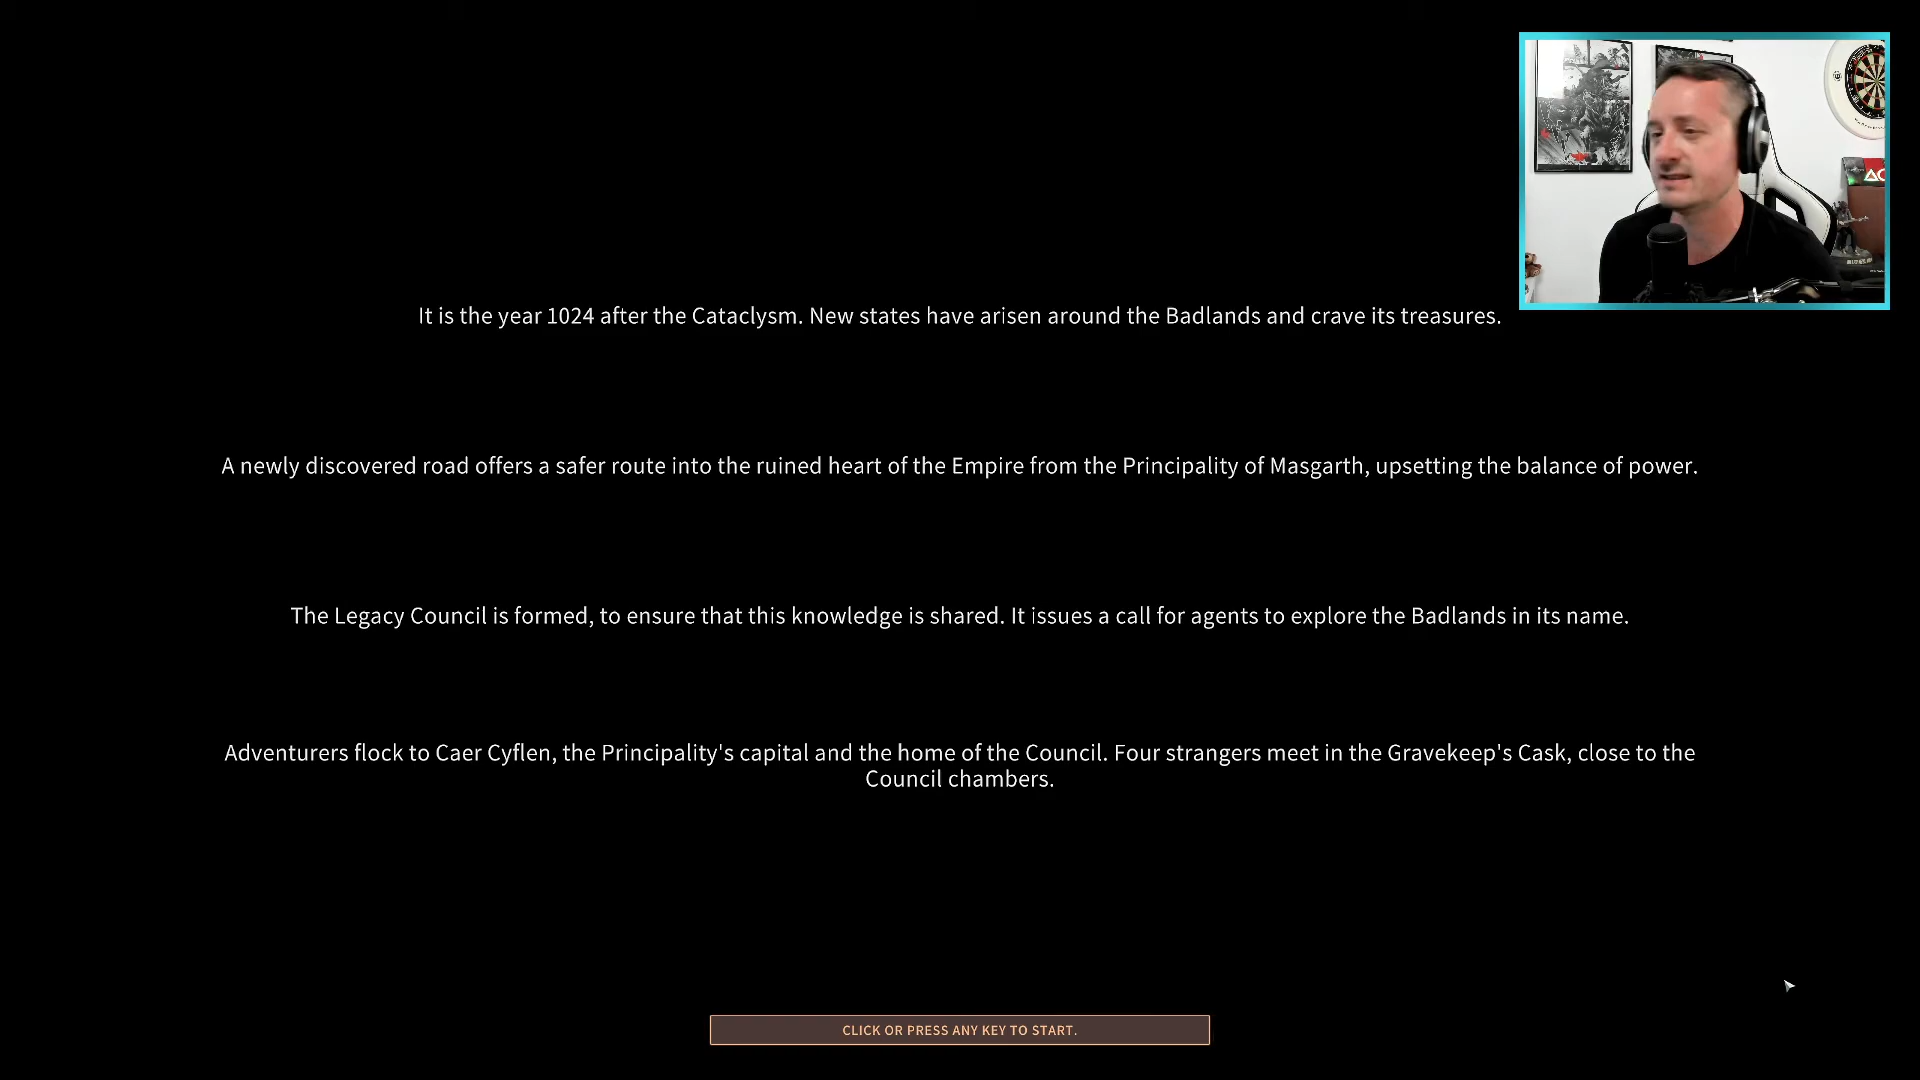 It is the year 1024 after the Cataclysm. New states have arisen around the Badlands and crave its treasures.
A newly discovered road offers a safer route into the ruined heart of the Empire from the Principality of Masgarth, upsetting the balance of power.
The Legacy Council is formed, to ensure that this knowledge is shared. It issues a call for agents to explore the Badlands in its name.
Adventurers flock to Caer Cyflen, the Principality's capital and the home of the Council. Four strangers meet in the Gravekeep's Cask, close to the
Council chambers.
CLICK OR PRESS ANY KEY TO START.